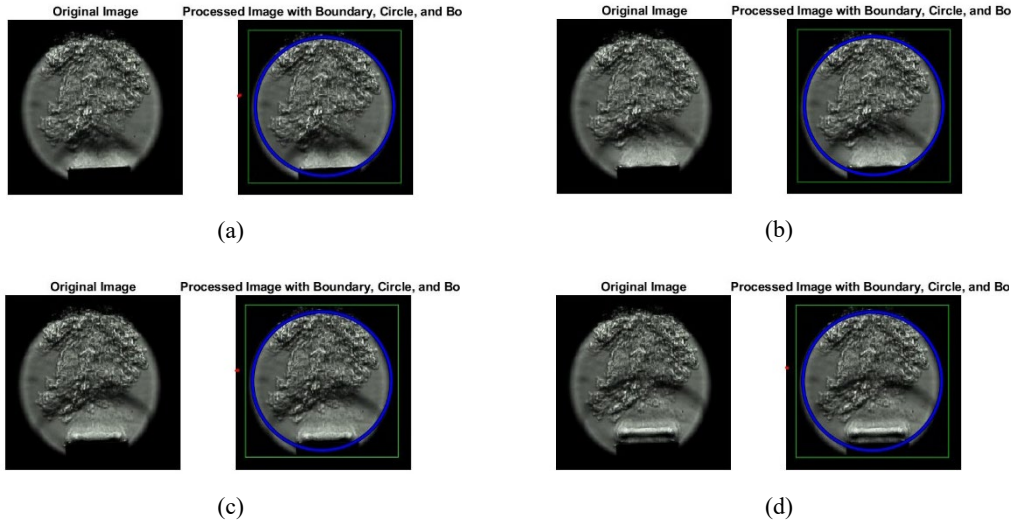 Original Image Processed Image with Boundary, Circle, and Bo
Original Image Processed Image with Boundary, Circle, and Bo
(a)
(b)
Original Image Processed Image with Boundary, Circle, and Bo
Original Image Processed Image with Boundary, Circle, and Bo
(c)
(d)